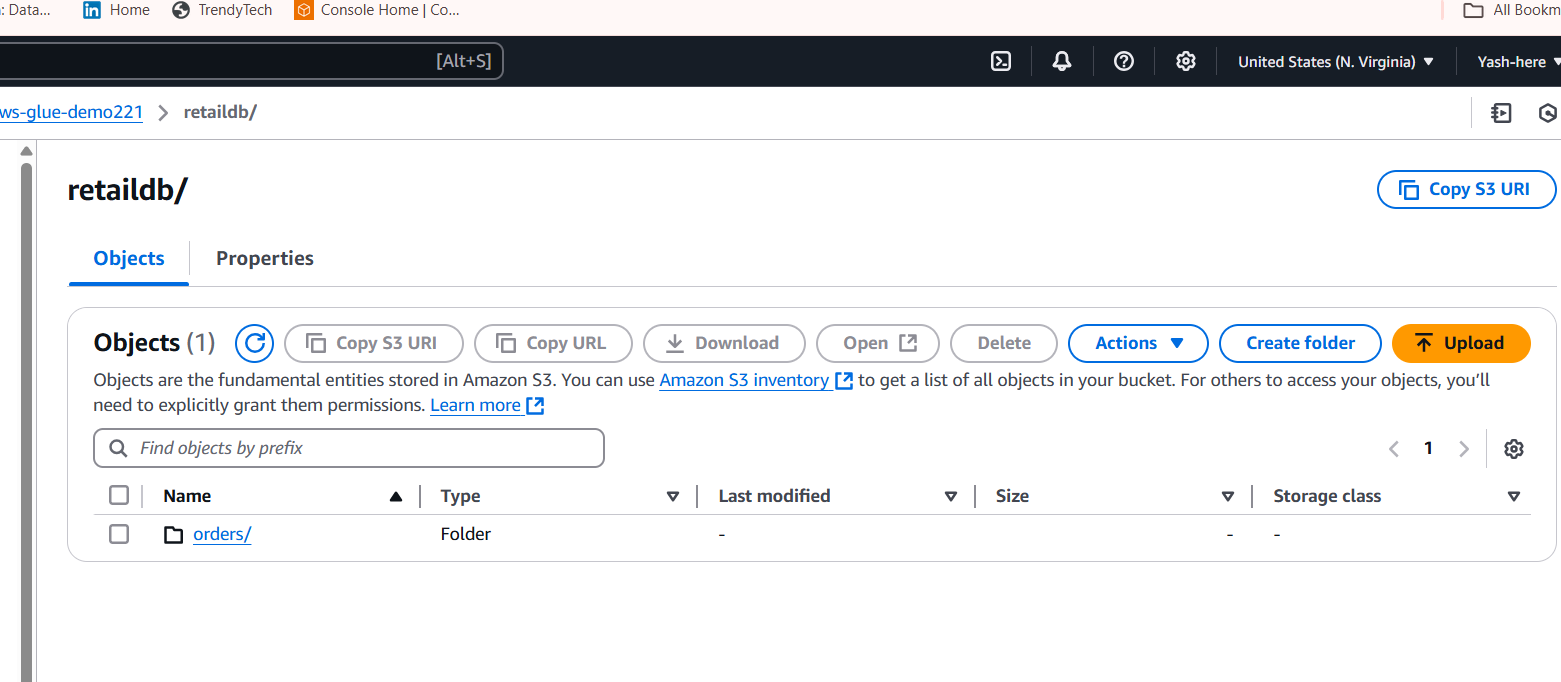 : Data...
Home
TrendyTech
Console Home | Co...
All Bookm
[Alt+S]
United States (N. Virginia)
Yash-here
ws-glue-demo221
retaildb/
retaildb/
Copy S3 URI
Objects
Properties
Objects (1)
Copy S3 URI
Copy URL
Download
Open
Delete
Actions
Create folder
Upload
Objects are the fundamental entities stored in Amazon S3. You can use Amazon S3 inventory to get a list of all objects in your bucket. For others to access your objects, you'll
need to explicitly grant them permissions. Learn more
Find objects by prefix
1
Name
Type
Last modified
Size
Storage class
orders/
Folder
-
-
-